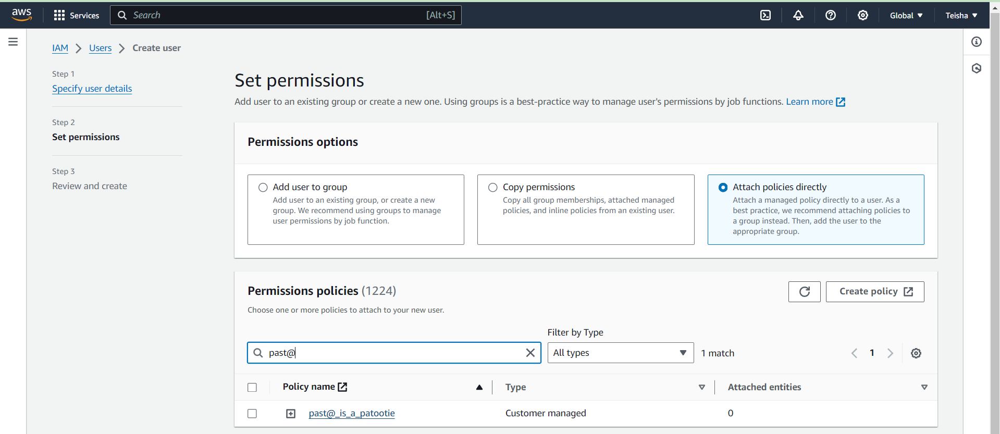 aws
Services
Search
[Alt+S]
Global
Teisha
IAM
Users
Create user
Step 1
Specify user details
Step 2
Set permissions
Step 3
Review and create
Set permissions
Add user to an existing group or create a new one. Using groups is a best-practice way to manage user's permissions by job functions. Learn more
Permissions options
Add user to group
Add user to an existing group, or create a new
group. We recommend using groups to manage
user permissions by job function.
Copy permissions
Copy all group memberships, attached managed
policies, and inline policies from an existing user.
Attach policies directly
Attach a managed policy directly to a user. As a
best practice, we recommend attaching policies to
a group instead. Then, add the user to the
appropriate group.
Permissions policies (1224)
Choose one or more policies to attach to your new user.
Create policy
Filter by Type
past@
All types
1 match
1
Policy name
Type
Attached entities
past@_is_a_patootie
Customer managed
0